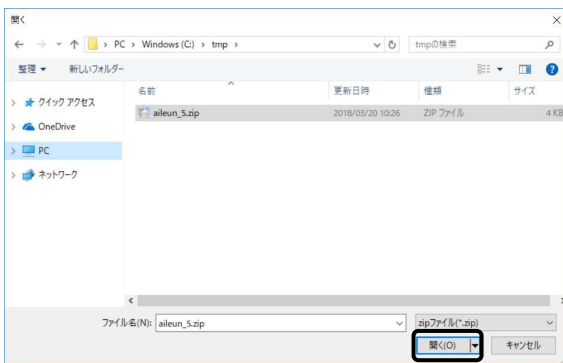 開く
PC > Windows (C:) > tmp >
tmpの検索
整理 新しいフォルダー
名前 更新日時 種類 サイズ
クイック アクセス
aileun_5.zip 2018/03/20 10:26 ZIP ファイル 4 KB
OneDrive
PC
ネットワーク
ファイル名(N): aileun_5.zip zipファイル(*.zip)
開く(O) キャンセル